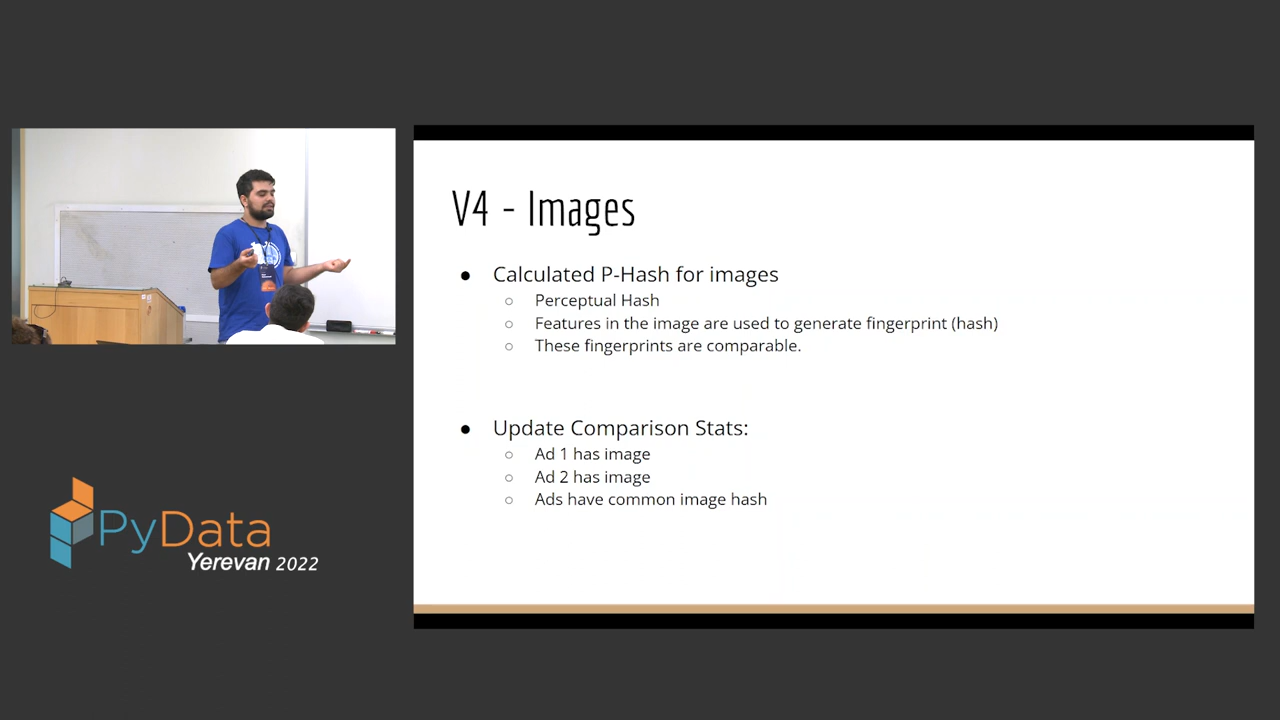 V4 - Images
● Calculated P-Hash for images
○ Perceptual Hash
○ Features in the image are used to generate fingerprint (hash)
○ These fingerprints are comparable.
● Update Comparison Stats:
○ Ad 1 has image
○ Ad 2 has image
○ Ads have common image hash
PyData
Yerevan 2022